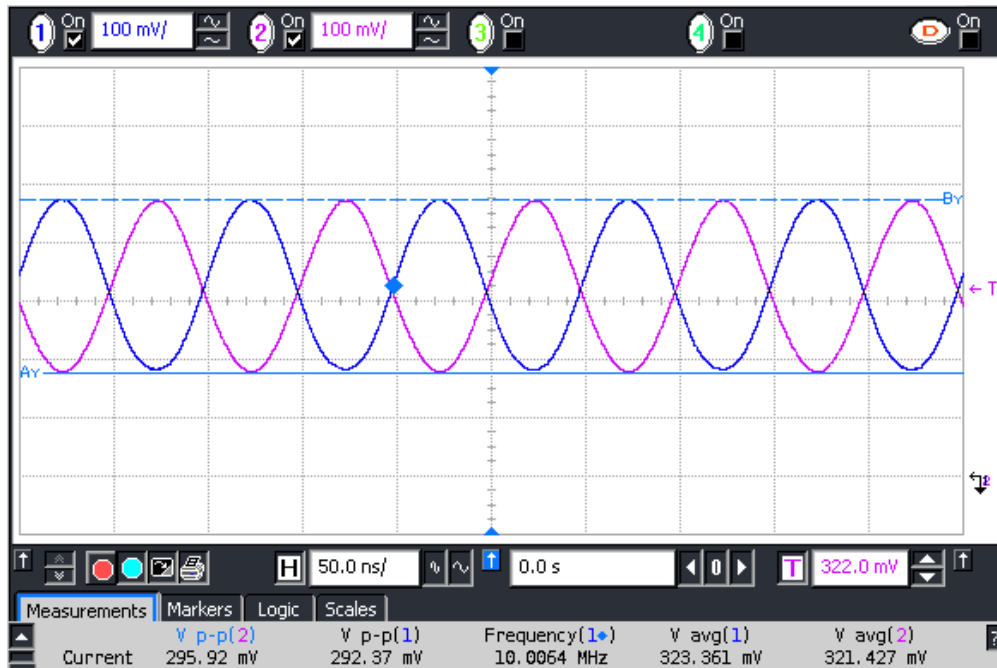 1 On 100 mV/ 2 On 100 mV/ 3 On 4 On D On
BY
← T
AY
H 50.0 ns/ 0.0 s 0 T 322.0 mV
Measurements Markers Logic Scales
V p-p(2) V p-p(1) Frequency(1◆) V avg(1) V avg(2) ?
Current 295.92 mV 292.37 mV 10.0064 MHz 323.361 mV 321.427 mV